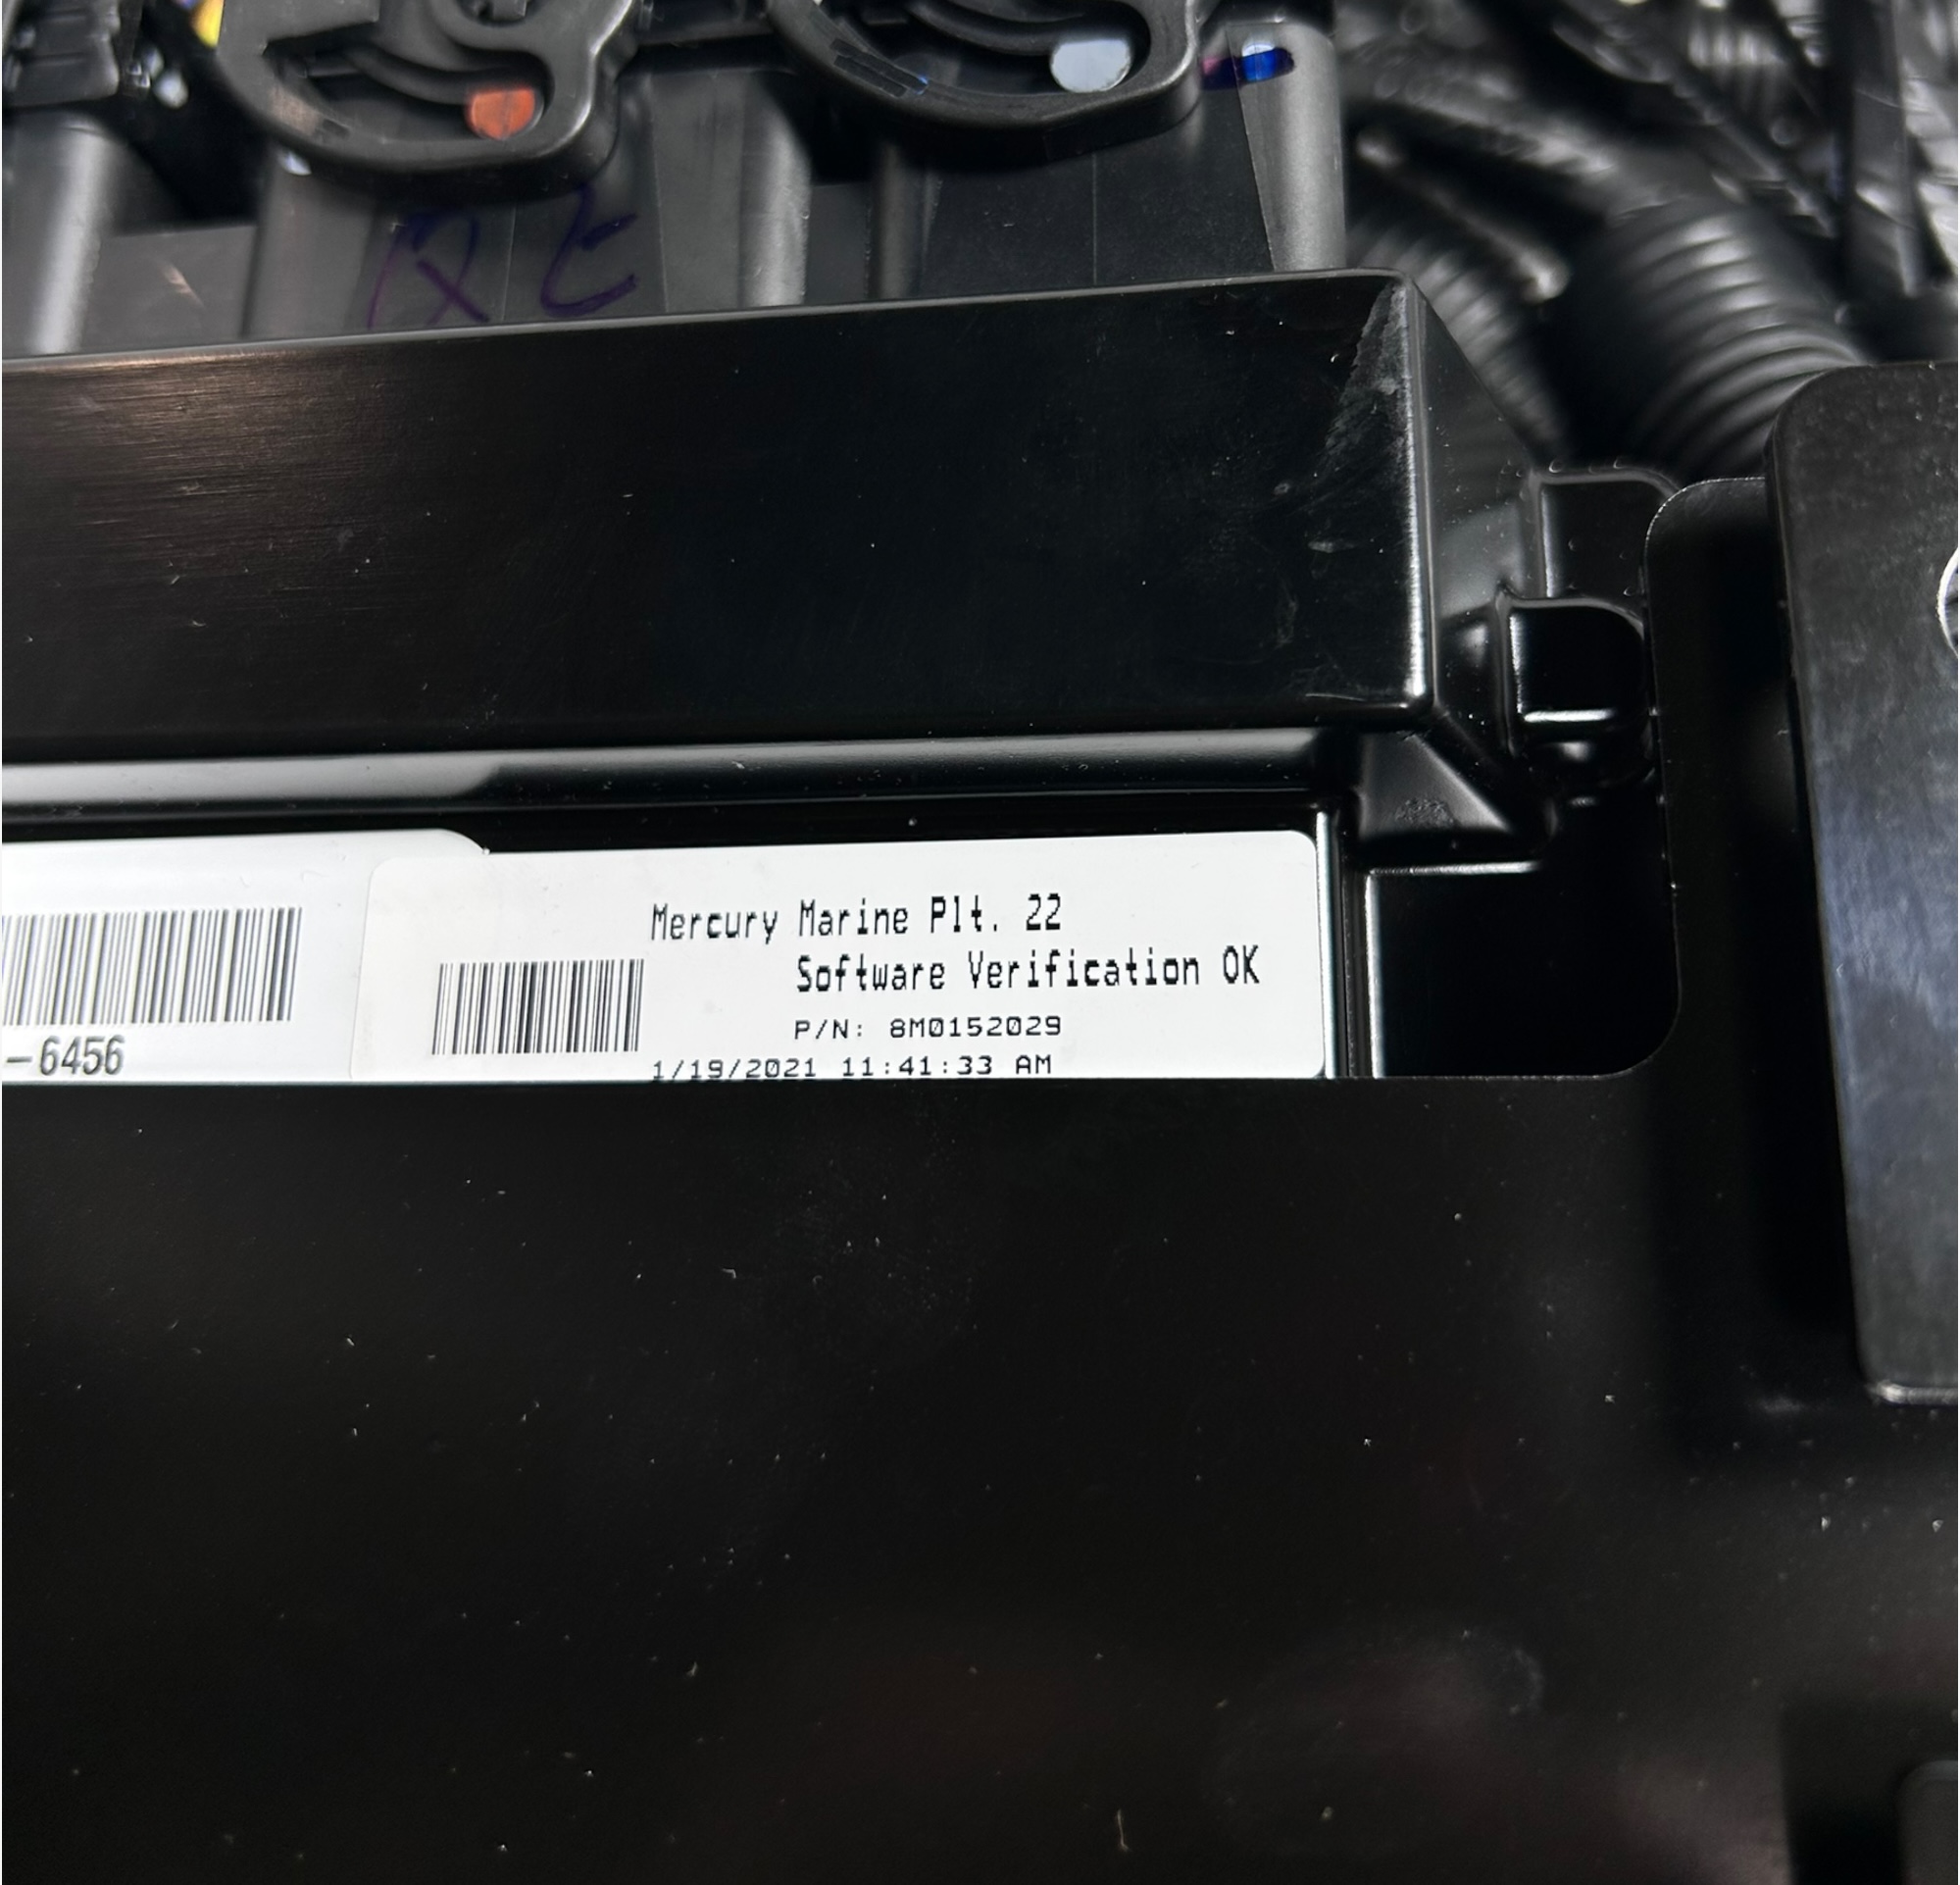 Mercury Marine Plt. 22
Software Verification OK
P/N: 8M0152029
1/19/2021 11:41:33 AM
-6456